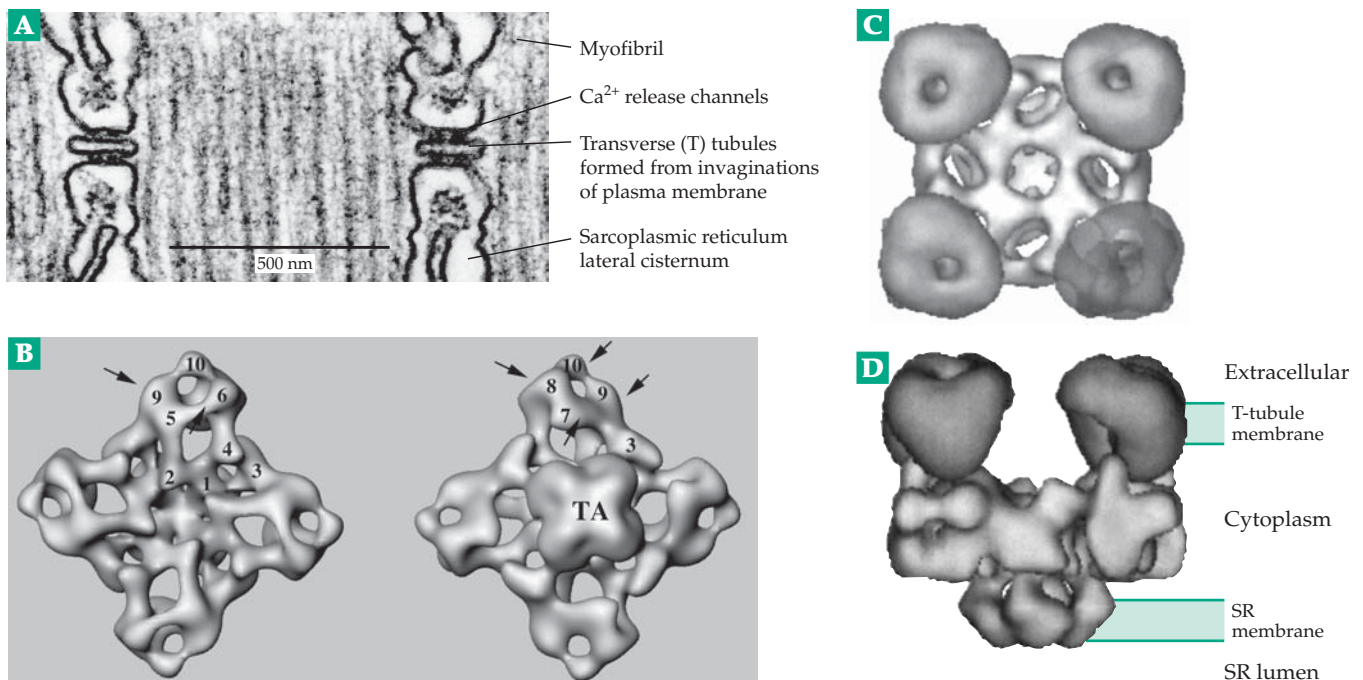 A
Myofibril
Ca2+ release channels
Transverse (T) tubules
formed from invaginations
of plasma membrane
Sarcoplasmic reticulum
lateral cisternum
500 nm
B
10
9
6
5
4
3
2
1
10
8
9
7
3
TA
C
D
Extracellular
T-tubule
membrane
Cytoplasm
SR
membrane
SR lumen